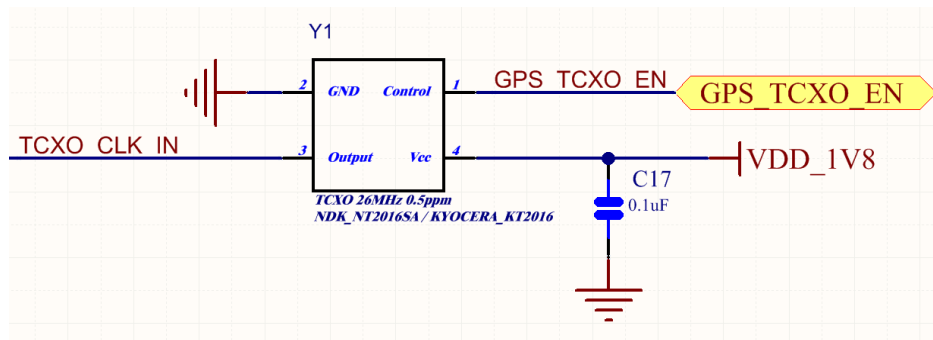 Y1
2 GND Control 1 GPS_TCXO_EN GPS_TCXO_EN
TCXO_CLK_IN 3 Output Vcc 4 VDD_1V8
C17
0.1uF
TCXO 26MHz 0.5ppm
NDK_NT2016SA / KYOCERA_KT2016